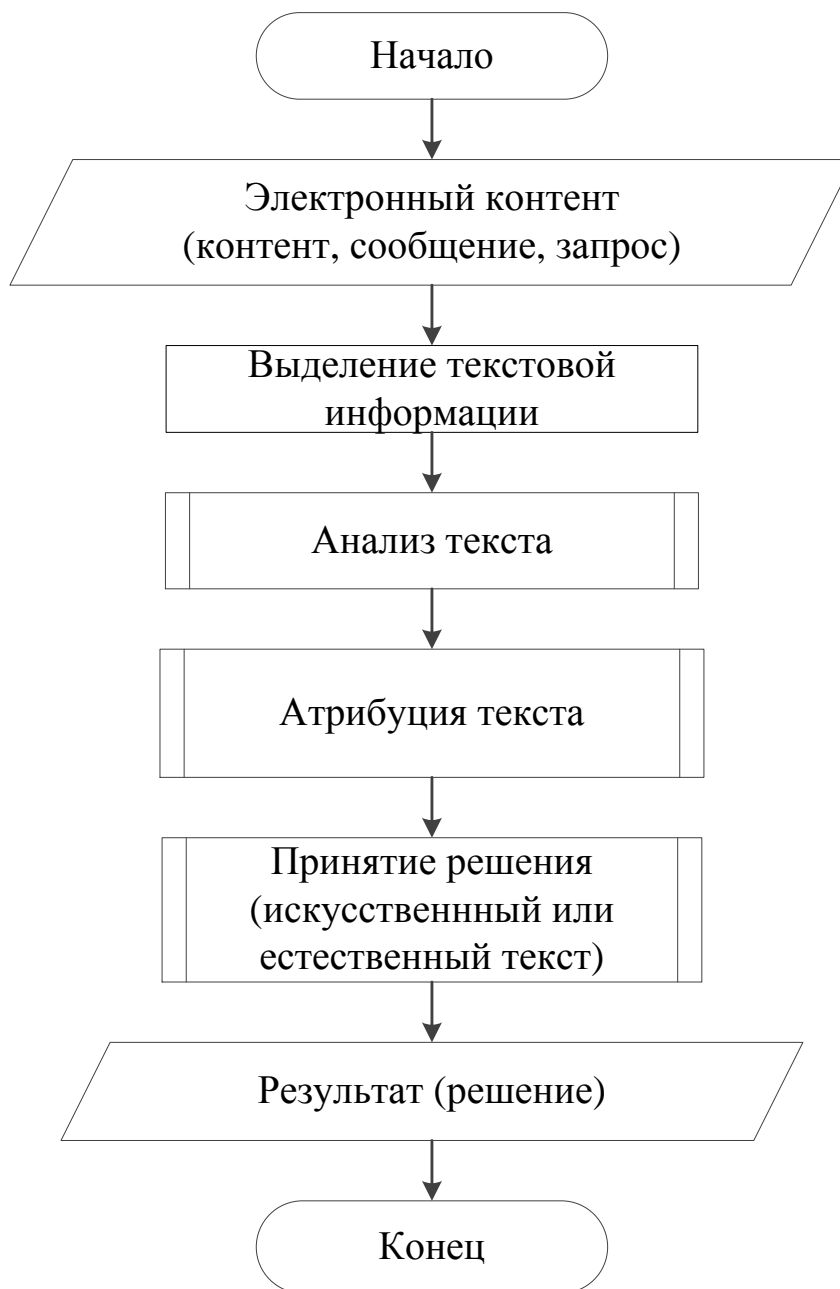 Начало
Электронный контент
(контент, сообщение, запрос)
Выделение текстовой
информации
Анализ текста
Атрибуция текста
Принятие решения
(искусственнный или
естественный текст)
Результат (решение)
Конец